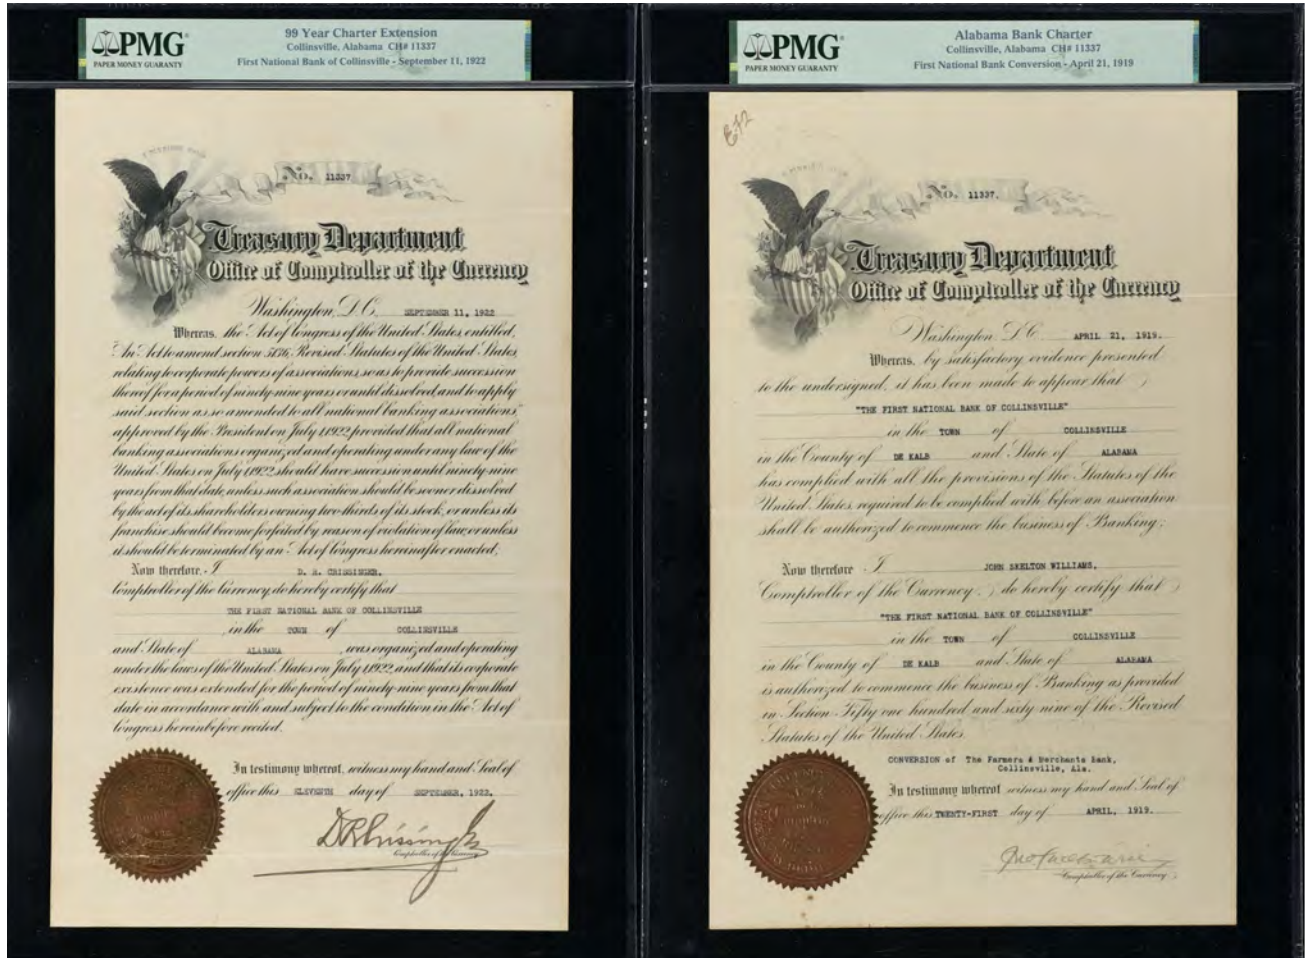 PMG
PAPER MONEY GUARANTY
99 Year Charter Extension
Collinsville, Alabama CH# 11337
First National Bank of Collinsville - September 11, 1922
No. 11337
Treasury Department
Office of Comptroller of the Currency
Washington, D.C., SEPTEMBER 11, 1922
Whereas, the Act of Congress of the United States, entitled,
"An Act to amend section 5136, Revised Statutes of the United States,
relating to corporate powers of associations, so as to provide succession
thereof for a period of ninety-nine years or until dissolved, and to apply
said section as so amended to all national banking associations,"
approved by the President on July 1, 1922, provided that all national
banking associations organized and operating under any law of the
United States on July 1, 1922, should have succession until ninety-nine
years from that date, unless such association should be sooner dissolved
by the act of its shareholders owning two-thirds of its stock, or unless its
franchise should become forfeited by reason of violation of law, or unless
it should be terminated by an Act of Congress hereinafter enacted;
Now therefore, I D. R. CRISSINGER,
Comptroller of the Currency, do hereby certify that
THE FIRST NATIONAL BANK OF COLLINSVILLE
, in the TOWN of COLLINSVILLE
and State of ALABAMA , was organized and operating
under the laws of the United States on July 1, 1922, and that its corporate
existence was extended for the period of ninety-nine years from that
date in accordance with and subject to the condition in the Act of
Congress hereinbefore recited.
In testimony whereof, witness my hand and Seal of
office this ELEVENTH day of SEPTEMBER, 1922.
D R Crissinger
Comptroller of the Currency
PMG
PAPER MONEY GUARANTY
Alabama Bank Charter
Collinsville, Alabama CH# 11337
First National Bank Conversion - April 21, 1919
No. 11337.
Treasury Department
Office of Comptroller of the Currency
Washington, D.C. APRIL 21, 1919.
Whereas, by satisfactory evidence presented
to the undersigned, it has been made to appear that
"THE FIRST NATIONAL BANK OF COLLINSVILLE"
in the TOWN of COLLINSVILLE
in the County of DE KALB and State of ALABAMA
has complied with all the provisions of the Statutes of the
United States, required to be complied with before an association
shall be authorized to commence the business of Banking;
Now therefore I JOHN SKELTON WILLIAMS,
Comptroller of the Currency, do hereby certify that
"THE FIRST NATIONAL BANK OF COLLINSVILLE"
in the TOWN of COLLINSVILLE
in the County of DE KALB and State of ALABAMA
is authorized to commence the business of Banking as provided
in Section Fifty one hundred and sixty nine of the Revised
Statutes of the United States.
CONVERSION of The Farmers & Merchants Bank,
Collinsville, Ala.
In testimony whereof witness my hand and Seal of
office this TWENTY-FIRST day of APRIL, 1919.
Comptroller of the Currency